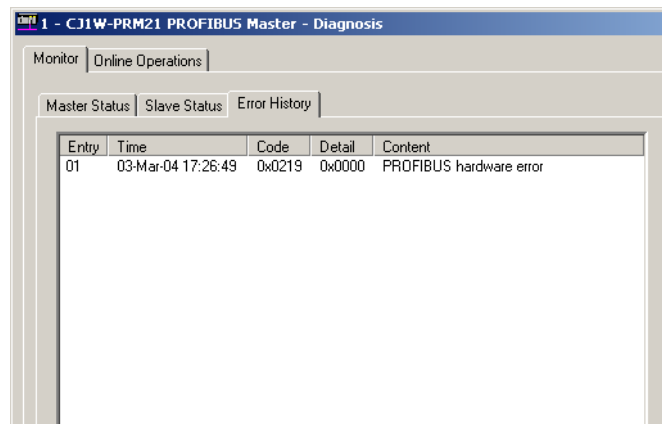 1 - CJ1W-PRM21 PROFIBUS Master - Diagnosis
Monitor Online Operations
Master Status Slave Status Error History
Entry Time Code Detail Content
01 03-Mar-04 17:26:49 0x0219 0x0000 PROFIBUS hardware error